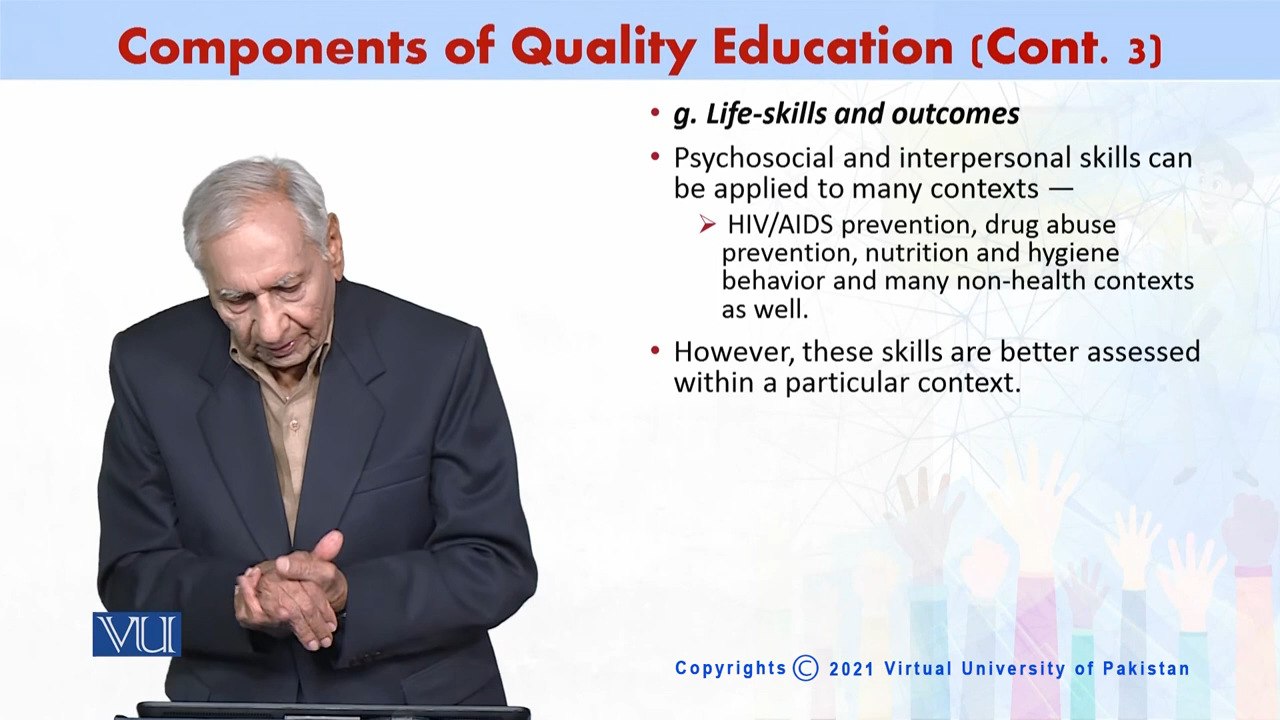 Components of Quality Education (Cont. 3)
• g. Life-skills and outcomes
• Psychosocial and interpersonal skills can
be applied to many contexts —
➢ HIV/AIDS prevention, drug abuse
prevention, nutrition and hygiene
behavior and many non-health contexts
as well.
• However, these skills are better assessed
within a particular context.
VU
Copyrights © 2021 Virtual University of Pakistan